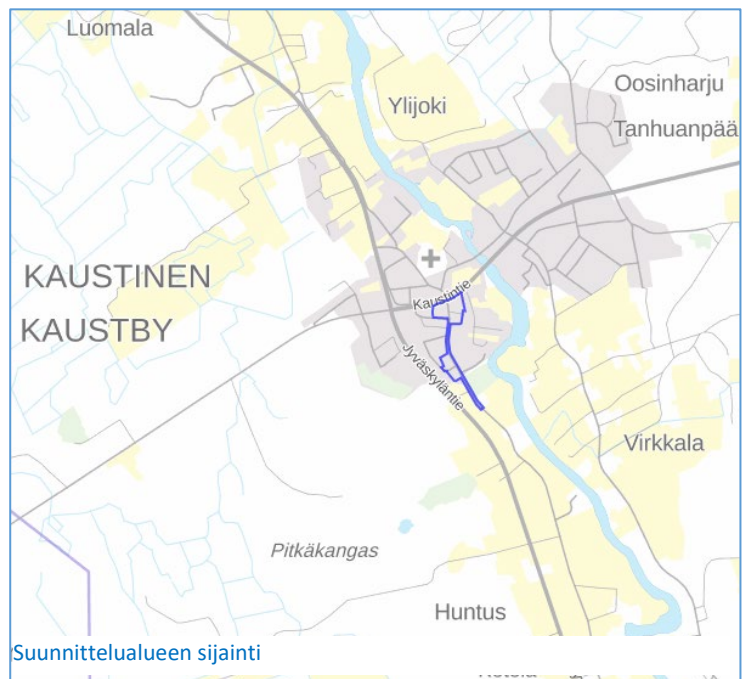 Luomala
Ylijoki
Oosinharju
Tanhuanpää
KAUSTINEN
KAUSTBY
Kaustintie
Jyväskyläntie
Virkkala
Pitkäkangas
Huntus
Suunnittelualueen sijainti